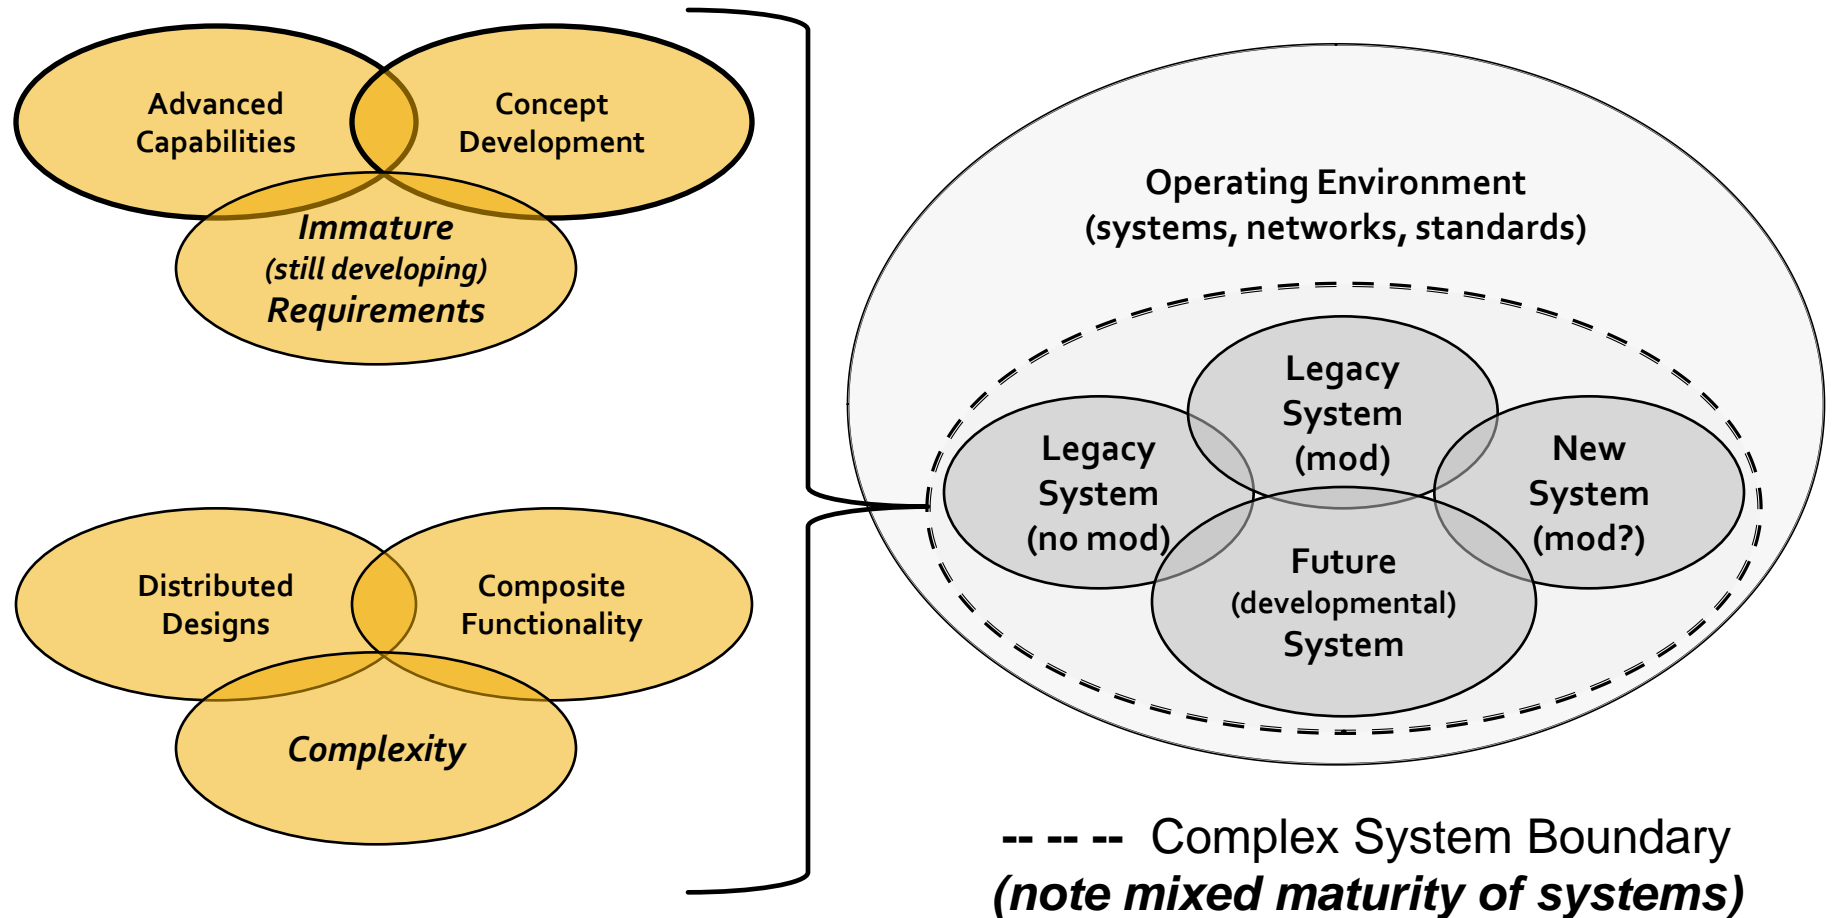 Advanced
Capabilities
Concept
Development
Immature
(still developing)
Requirements
Distributed
Designs
Composite
Functionality
Complexity
Operating Environment
(systems, networks, standards)
Legacy
System
(no mod)
Legacy
System
(mod)
New
System
(mod?)
Future
(developmental)
System
-- -- -- Complex System Boundary
(note mixed maturity of systems)